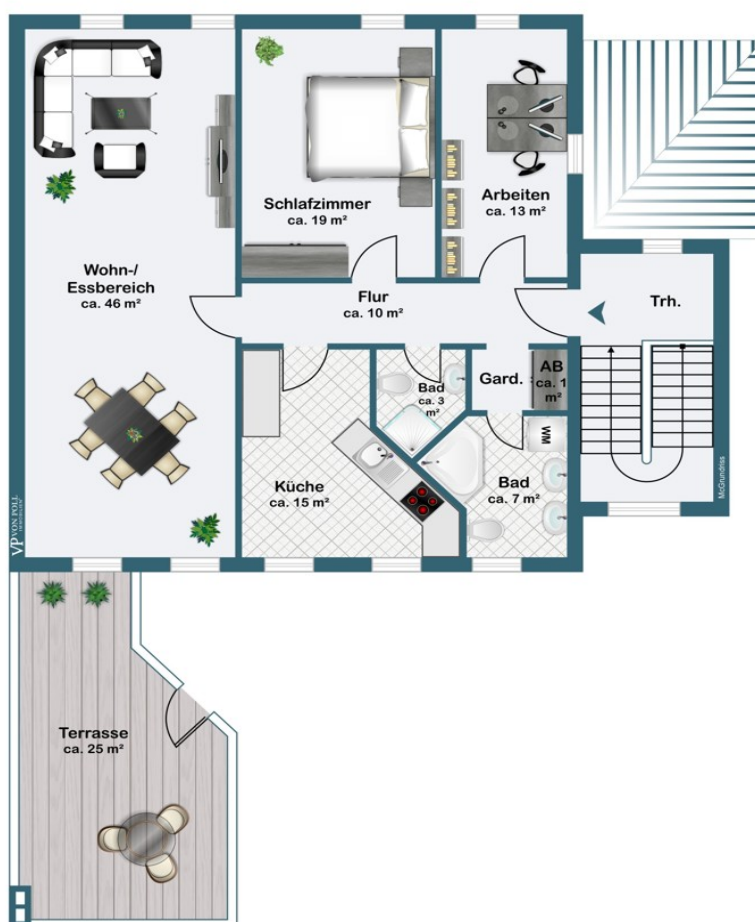 Schlafzimmer
ca. 19 m²
Arbeiten
ca. 13 m²
Wohn-/
Essbereich
ca. 46 m²
Flur
ca. 10 m²
Trh.
Bad
ca. 3
m²
Gard.
AB
ca. 1
m²
WM
Küche
ca. 15 m²
Bad
ca. 7 m²
McGrundriss
VP VON POLL
IMMOBILIEN
Terrasse
ca. 25 m²